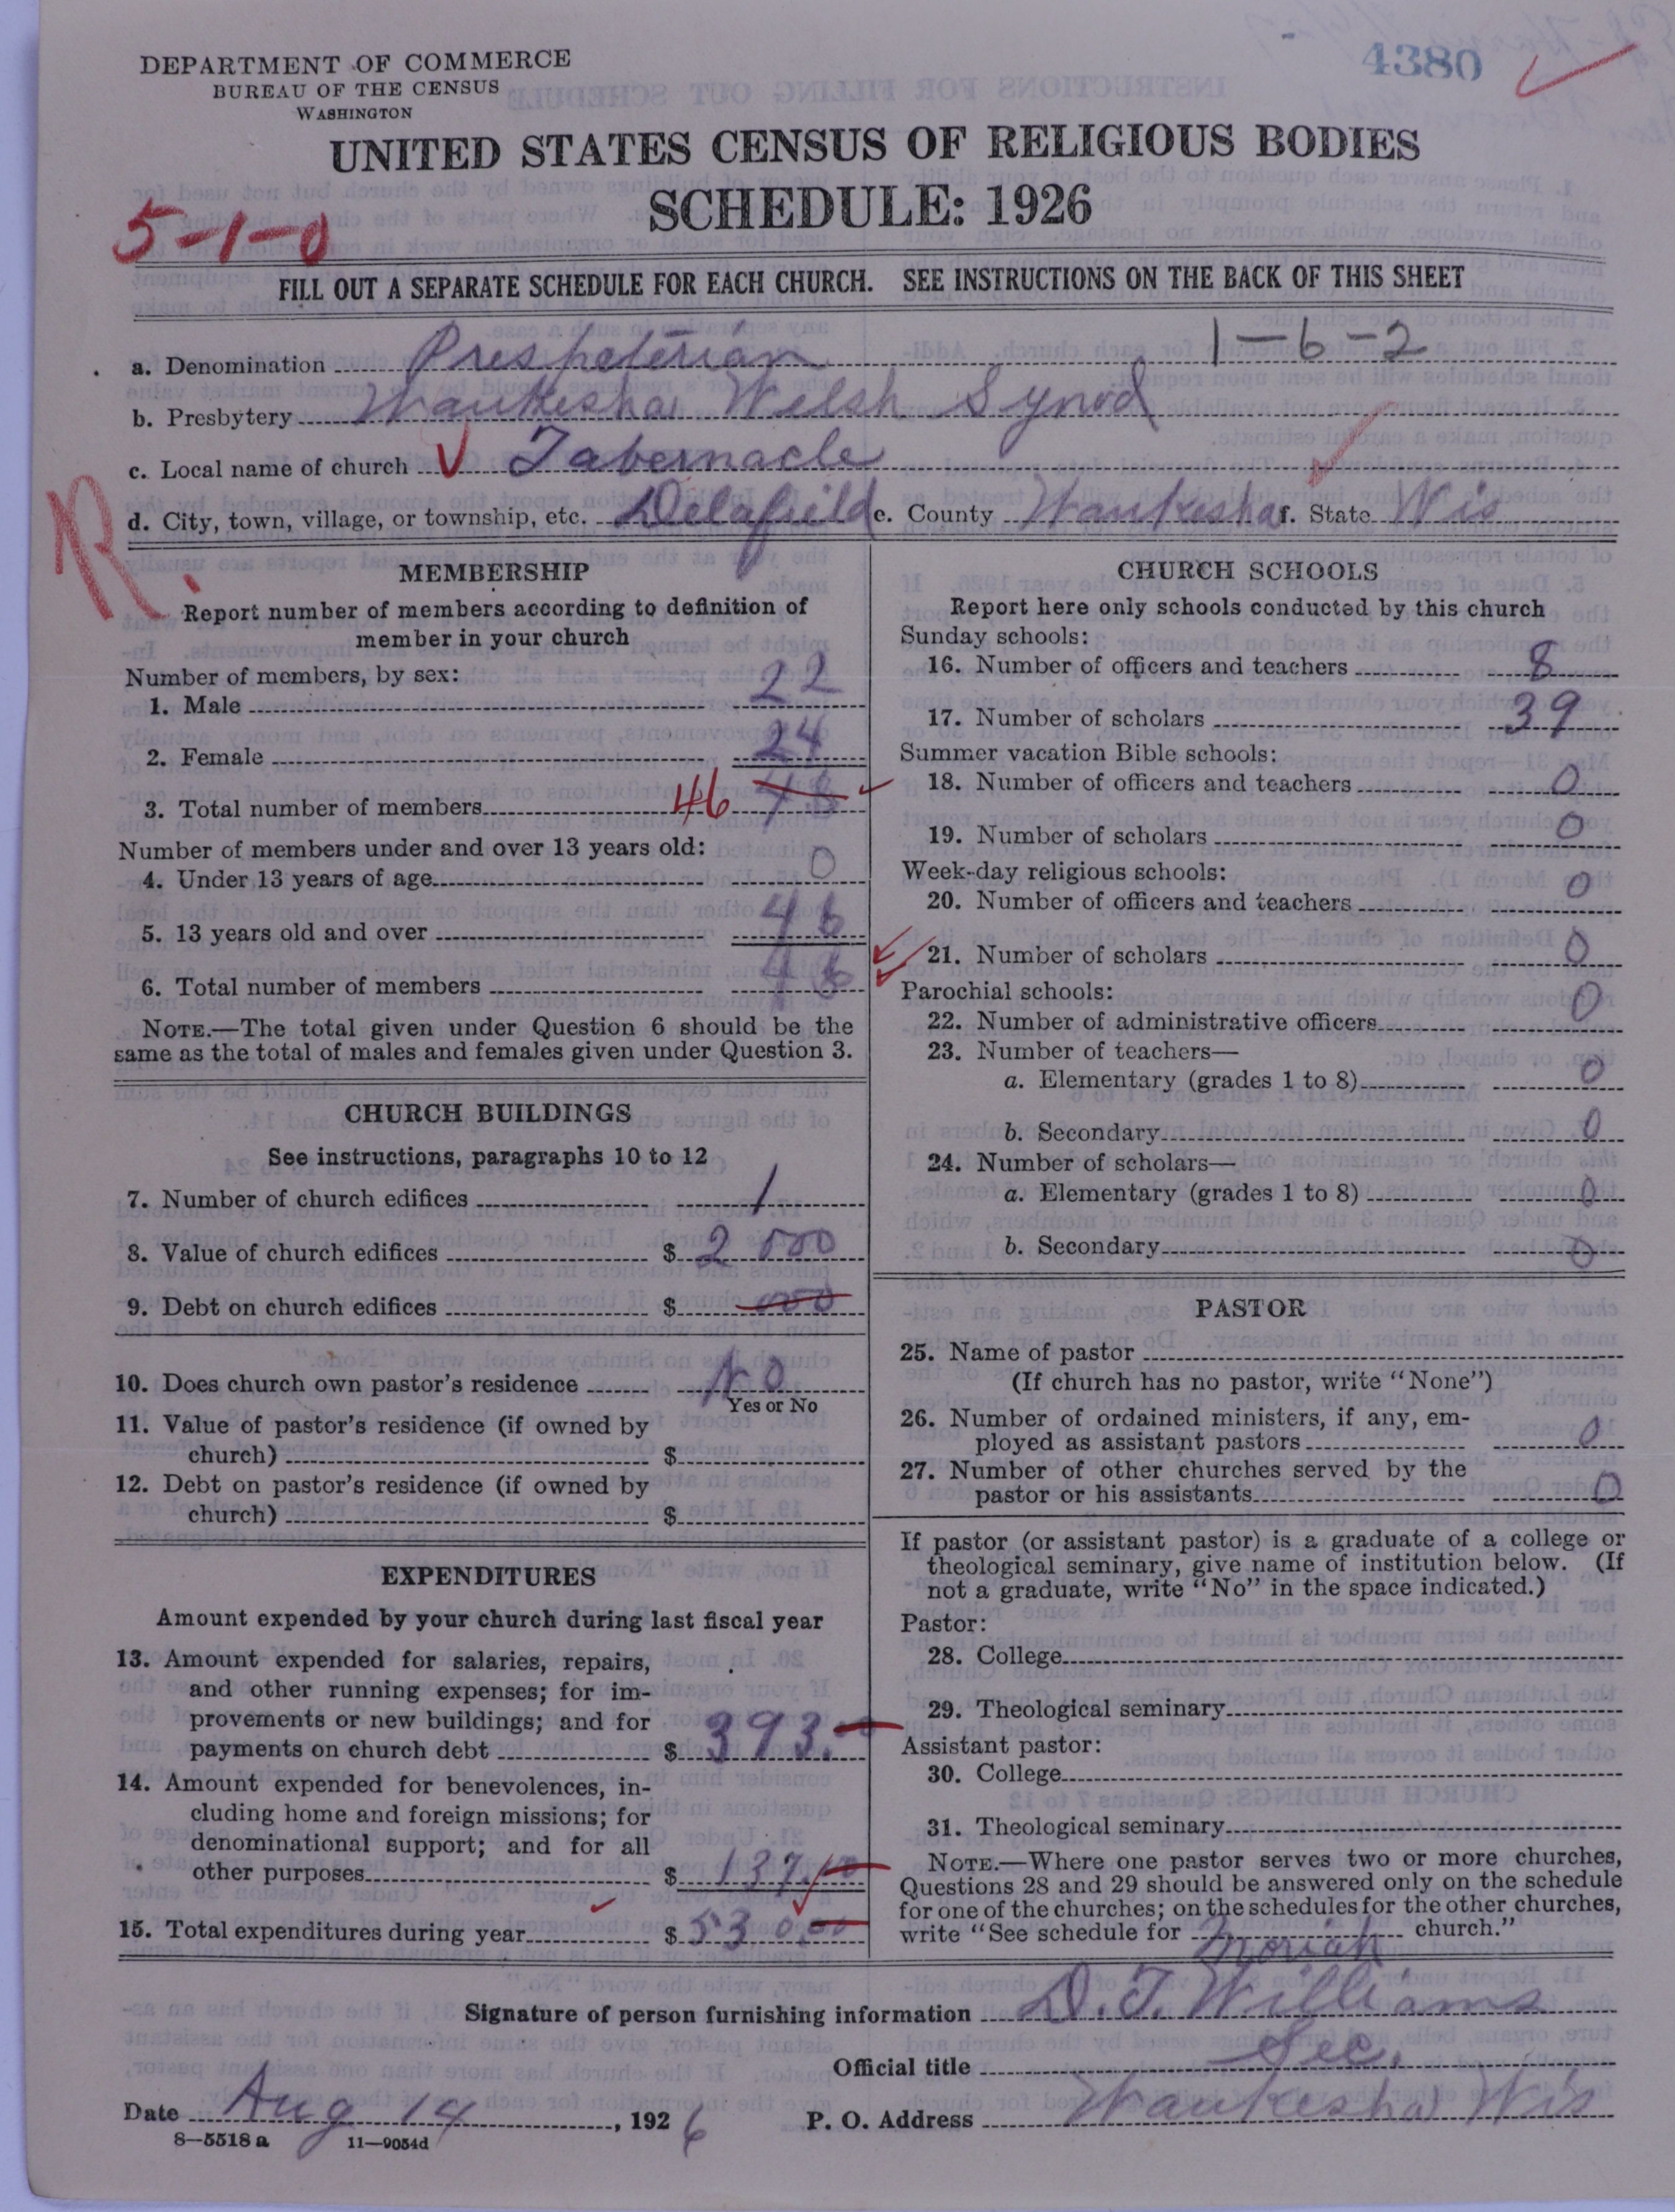 4380
DEPARTMENT OF COMMERCE
BUREAU OF THE CENSUS
WASHINGTON
UNITED STATES CENSUS OF RELIGIOUS BODIES
SCHEDULE: 1926
5-1-0
FILL OUT A SEPARATE SCHEDULE FOR EACH CHURCH. SEE INSTRUCTIONS ON THE BACK OF THIS SHEET
a. Denomination Presbeterian 1-6-2
b. Presbytery Waukesha Welsh Synod
c. Local name of church Tabernacle
d. City, town, village, or township, etc. Delafield e. County Waukesha f. State Wis
R.
MEMBERSHIP
Report number of members according to definition of
member in your church
Number of members, by sex:
1. Male 22
2. Female 24
3. Total number of members 46 48
Number of members under and over 13 years old:
4. Under 13 years of age 0
5. 13 years old and over 46
6. Total number of members 46
NOTE.—The total given under Question 6 should be the
same as the total of males and females given under Question 3.
CHURCH BUILDINGS
See instructions, paragraphs 10 to 12
7. Number of church edifices 1
8. Value of church edifices $ 2 000
9. Debt on church edifices $ 000
10. Does church own pastor's residence No
Yes or No
11. Value of pastor's residence (if owned by
church) $
12. Debt on pastor's residence (if owned by
church) $
EXPENDITURES
Amount expended by your church during last fiscal year
13. Amount expended for salaries, repairs,
and other running expenses; for im-
provements or new buildings; and for
payments on church debt $ 393.
14. Amount expended for benevolences, in-
cluding home and foreign missions; for
denominational support; and for all
other purposes $ 137.
15. Total expenditures during year $ 530.
CHURCH SCHOOLS
Report here only schools conducted by this church
Sunday schools:
16. Number of officers and teachers 8
17. Number of scholars 39
Summer vacation Bible schools:
18. Number of officers and teachers 0
19. Number of scholars 0
Week-day religious schools:
20. Number of officers and teachers 0
21. Number of scholars 0
Parochial schools:
22. Number of administrative officers 0
23. Number of teachers—
a. Elementary (grades 1 to 8) 0
b. Secondary 0
24. Number of scholars—
a. Elementary (grades 1 to 8) 0
b. Secondary 0
PASTOR
25. Name of pastor
(If church has no pastor, write "None")
26. Number of ordained ministers, if any, em-
ployed as assistant pastors 0
27. Number of other churches served by the
pastor or his assistants 0
If pastor (or assistant pastor) is a graduate of a college or
theological seminary, give name of institution below. (If
not a graduate, write "No" in the space indicated.)
Pastor:
28. College
29. Theological seminary
Assistant pastor:
30. College
31. Theological seminary
NOTE.—Where one pastor serves two or more churches,
Questions 28 and 29 should be answered only on the schedule
for one of the churches; on the schedules for the other churches,
write "See schedule for Moriah church."
Signature of person furnishing information D. T. Williams
Official title Sec.
Date Aug 14, 1926 P. O. Address Waukesha Wis
8—5518 a 11—9054d